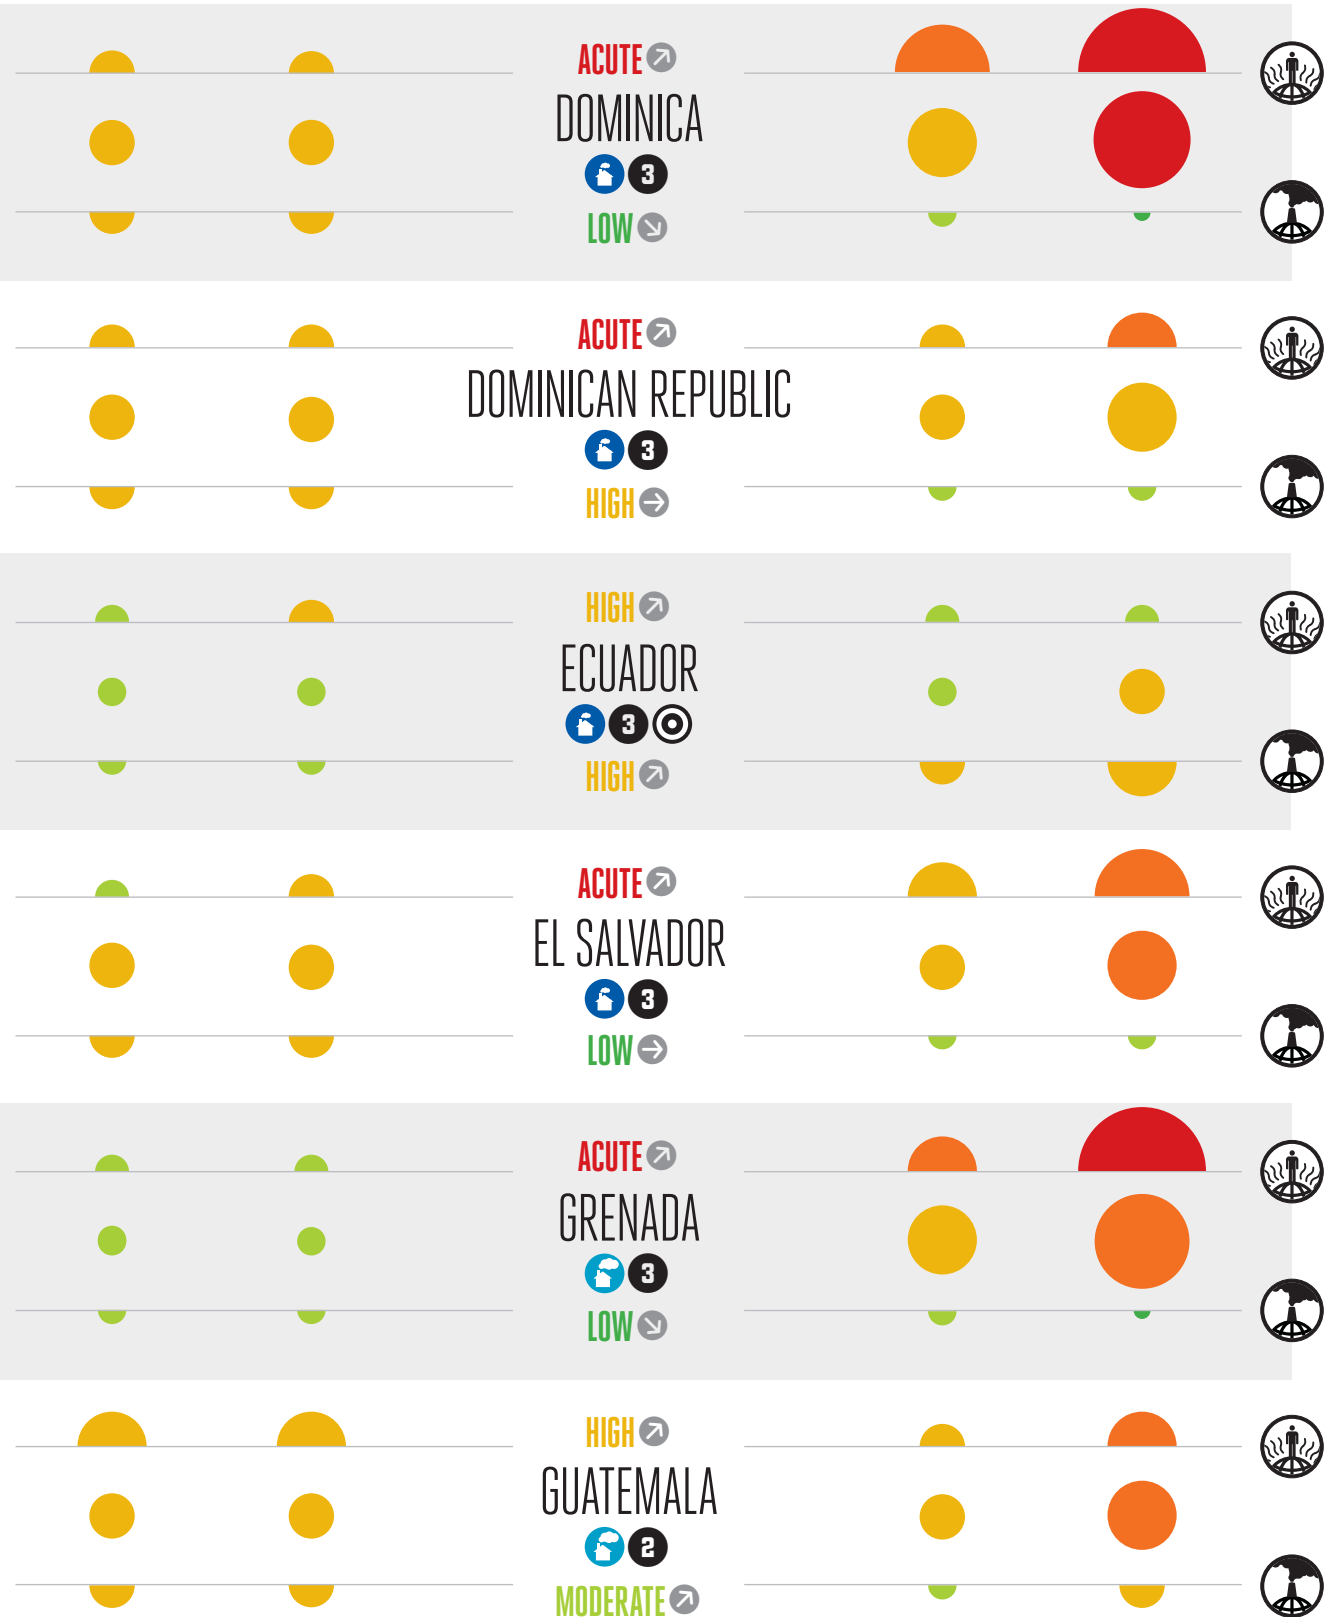 ACUTE
DOMINICA
3
LOW
ACUTE
DOMINICAN REPUBLIC
3
HIGH
HIGH
ECUADOR
3
HIGH
ACUTE
EL SALVADOR
3
LOW
ACUTE
GRENADA
3
LOW
HIGH
GUATEMALA
2
MODERATE